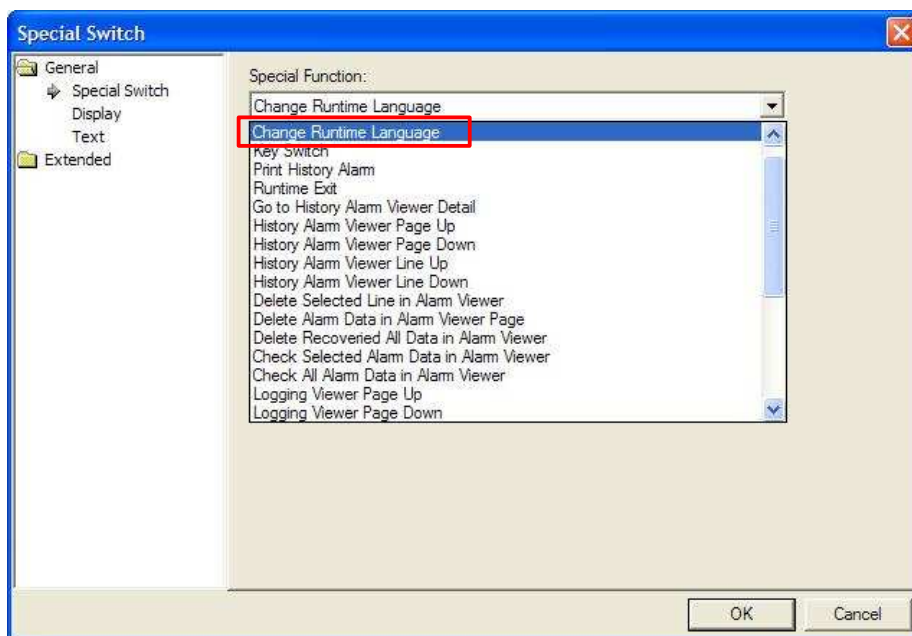 Special Switch
General
Special Switch
Display
Text
Extended
Special Function:
Change Runtime Language
Change Runtime Language
Key Switch
Print History Alarm
Runtime Exit
Go to History Alarm Viewer Detail
History Alarm Viewer Page Up
History Alarm Viewer Page Down
History Alarm Viewer Line Up
History Alarm Viewer Line Down
Delete Selected Line in Alarm Viewer
Delete Alarm Data in Alarm Viewer Page
Delete Recoveried All Data in Alarm Viewer
Check Selected Alarm Data in Alarm Viewer
Check All Alarm Data in Alarm Viewer
Logging Viewer Page Up
Logging Viewer Page Down
OK Cancel